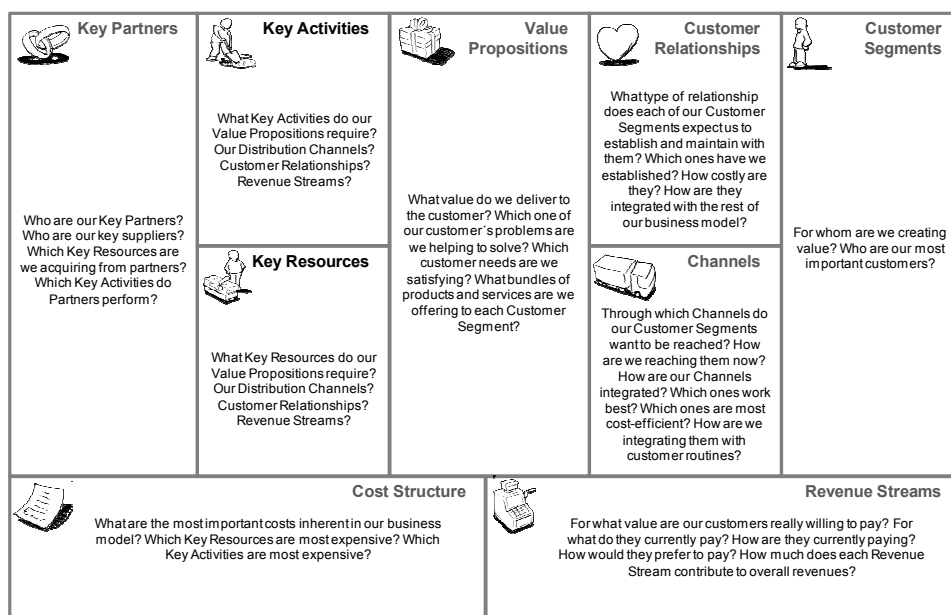 Key Partners
Who are our Key Partners?
Who are our key suppliers?
Which Key Resources are
we acquiring from partners?
Which Key Activities do
Partners perform?
Key Activities
What Key Activities do our
Value Propositions require?
Our Distribution Channels?
Customer Relationships?
Revenue Streams?
Key Resources
What Key Resources do our
Value Propositions require?
Our Distribution Channels?
Customer Relationships?
Revenue Streams?
Value
Propositions
What value do we deliver to
the customer? Which one of
our customer´s problems are
we helping to solve? Which
customer needs are we
satisfying? What bundles of
products and services are we
offering to each Customer
Segment?
Customer
Relationships
What type of relationship
does each of our Customer
Segments expect us to
establish and maintain with
them? Which ones have we
established? How costly are
they? How are they
integrated with the rest of
our business model?
Channels
Through which Channels do
our Customer Segments
want to be reached? How
are we reaching them now?
How are our Channels
integrated? Which ones work
best? Which ones are most
cost-efficient? How are we
integrating them with
customer routines?
Customer
Segments
For whom are we creating
value? Who are our most
important customers?
Cost Structure
What are the most important costs inherent in our business
model? Which Key Resources are most expensive? Which
Key Activities are most expensive?
Revenue Streams
For what value are our customers really willing to pay? For
what do they currently pay? How are they currently paying?
How would they prefer to pay? How much does each Revenue
Stream contribute to overall revenues?